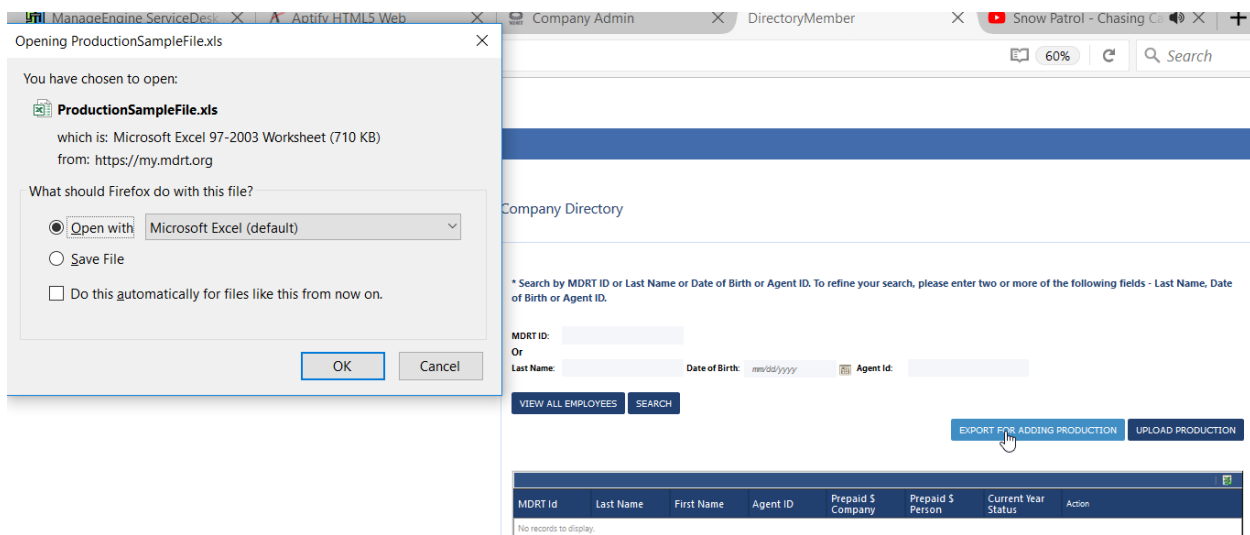 ManageEngine ServiceDesk
Aptify HTML5 Web
Company Admin
DirectoryMember
Snow Patrol - Chasing Ca
Opening ProductionSampleFile.xls
60%
Search
You have chosen to open:
ProductionSampleFile.xls
which is: Microsoft Excel 97-2003 Worksheet (710 KB)
from: https://my.mdrt.org
What should Firefox do with this file?
Open with Microsoft Excel (default)
Save File
Do this automatically for files like this from now on.
OK Cancel
Company Directory
* Search by MDRT ID or Last Name or Date of Birth or Agent ID. To refine your search, please enter two or more of the following fields - Last Name, Date
of Birth or Agent ID.
MDRT ID:
Or
Last Name: Date of Birth: mm/dd/yyyy Agent Id:
VIEW ALL EMPLOYEES SEARCH
EXPORT FOR ADDING PRODUCTION UPLOAD PRODUCTION
MDRT Id Last Name First Name Agent ID Prepaid $ Company Prepaid $ Person Current Year Status Action
No records to display.